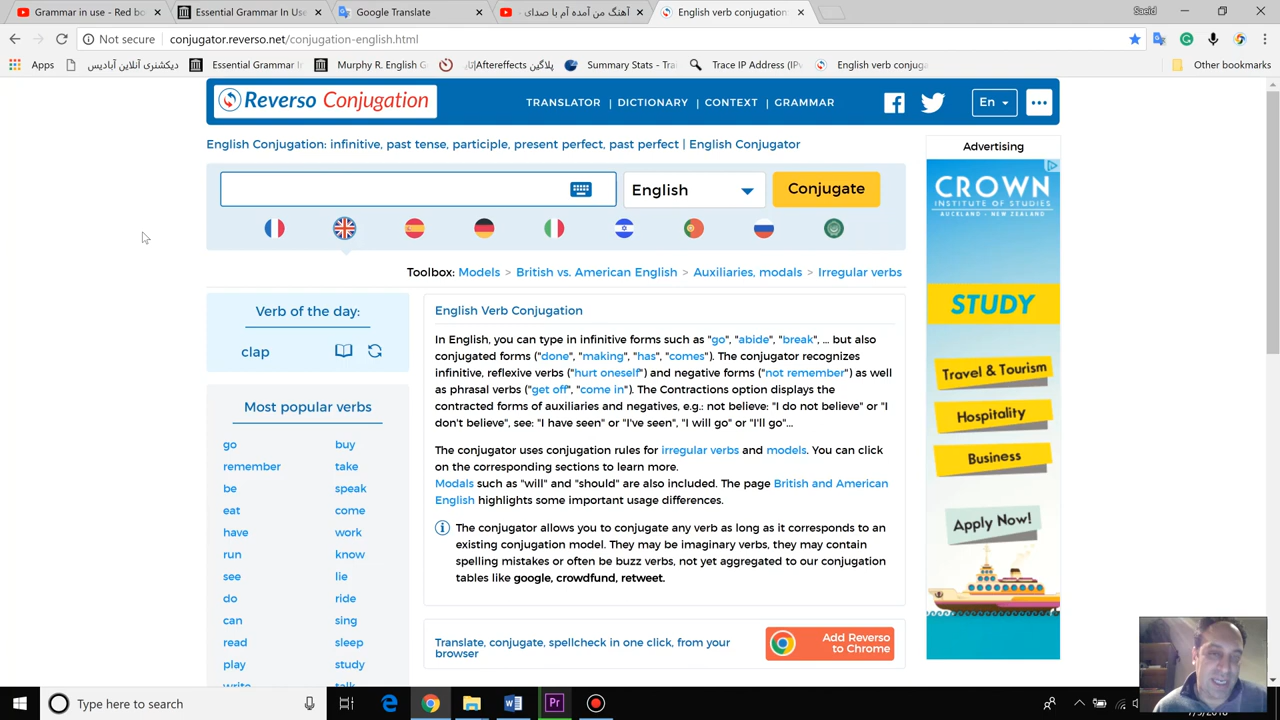 Grammar in use - Red bo
Essential Grammar In Use
Google Translate
آهنگ من آمده آم با صدای
English verb conjugation
Saeid
Not secure
conjugator.reverso.net/conjugation-english.html
Apps
دیکشنری آنلاین آبادیس
Essential Grammar In
Murphy R. English G
پلاگین Aftereffects
Summary Stats - Tra
Trace IP Address (IPv
English verb conjuga
Other bookmarks
Reverso Conjugation
TRANSLATOR | DICTIONARY | CONTEXT | GRAMMAR
En
English Conjugation: infinitive, past tense, participle, present perfect, past perfect | English Conjugator
English
Conjugate
Toolbox: Models > British vs. American English > Auxiliaries, modals > Irregular verbs
Verb of the day:
clap
Most popular verbs
go buy
remember take
be speak
eat come
have work
run know
see lie
do ride
can sing
read sleep
play study
write talk
English Verb Conjugation
In English, you can type in infinitive forms such as "go", "abide", "break", ... but also
conjugated forms ("done", "making", "has", "comes"). The conjugator recognizes
infinitive, reflexive verbs ("hurt oneself") and negative forms ("not remember") as well
as phrasal verbs ("get off", "come in"). The Contractions option displays the
contracted forms of auxiliaries and negatives, e.g.: not believe: "I do not believe" or "I
don't believe", see: "I have seen" or "I've seen", "I will go" or "I'll go"...
The conjugator uses conjugation rules for irregular verbs and models. You can click
on the corresponding sections to learn more.
Modals such as "will" and "should" are also included. The page British and American
English highlights some important usage differences.
The conjugator allows you to conjugate any verb as long as it corresponds to an
existing conjugation model. They may be imaginary verbs, they may contain
spelling mistakes or often be buzz verbs, not yet aggregated to our conjugation
tables like google, crowdfund, retweet.
Translate, conjugate, spellcheck in one click, from your
browser
Add Reverso
to Chrome
Advertising
CROWN
INSTITUTE OF STUDIES
AUCKLAND - NEW ZEALAND
STUDY
Travel & Tourism
Hospitality
Business
Apply Now!
Type here to search
Pr